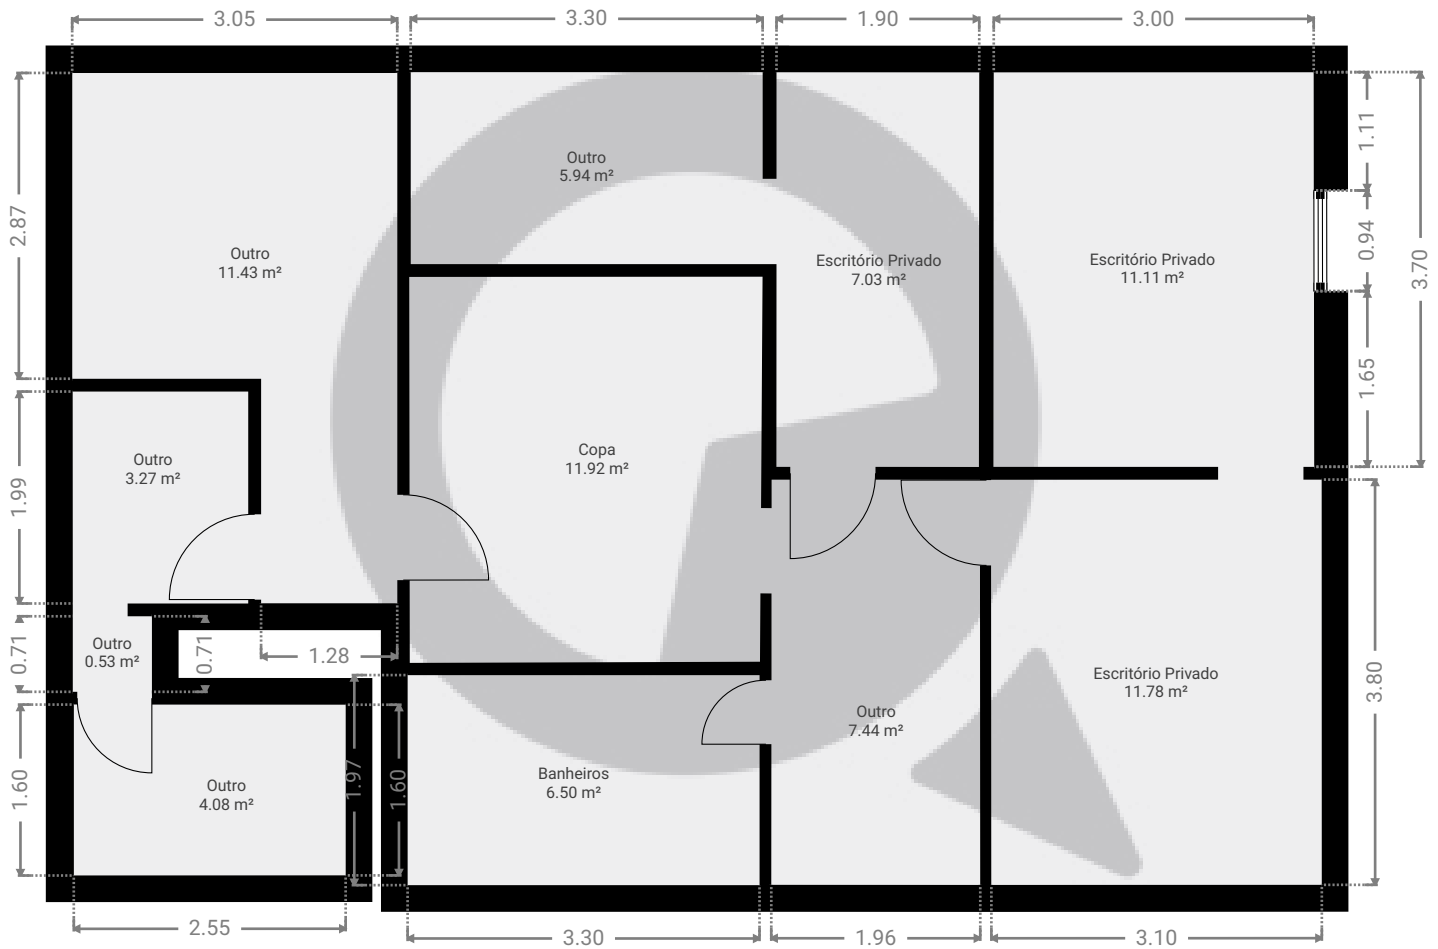 3.05
3.30
1.90
3.00
2.87
1.11
0.94
3.70
1.65
Outro
5.94 m²
Outro
11.43 m²
Escritório Privado
7.03 m²
Escritório Privado
11.11 m²
Outro
3.27 m²
Copa
11.92 m²
1.99
Outro
0.53 m²
0.71
0.71
1.28
Escritório Privado
11.78 m²
3.80
Outro
7.44 m²
Outro
4.08 m²
Banheiros
6.50 m²
1.60
1.97
1.60
2.55
3.30
1.96
3.10